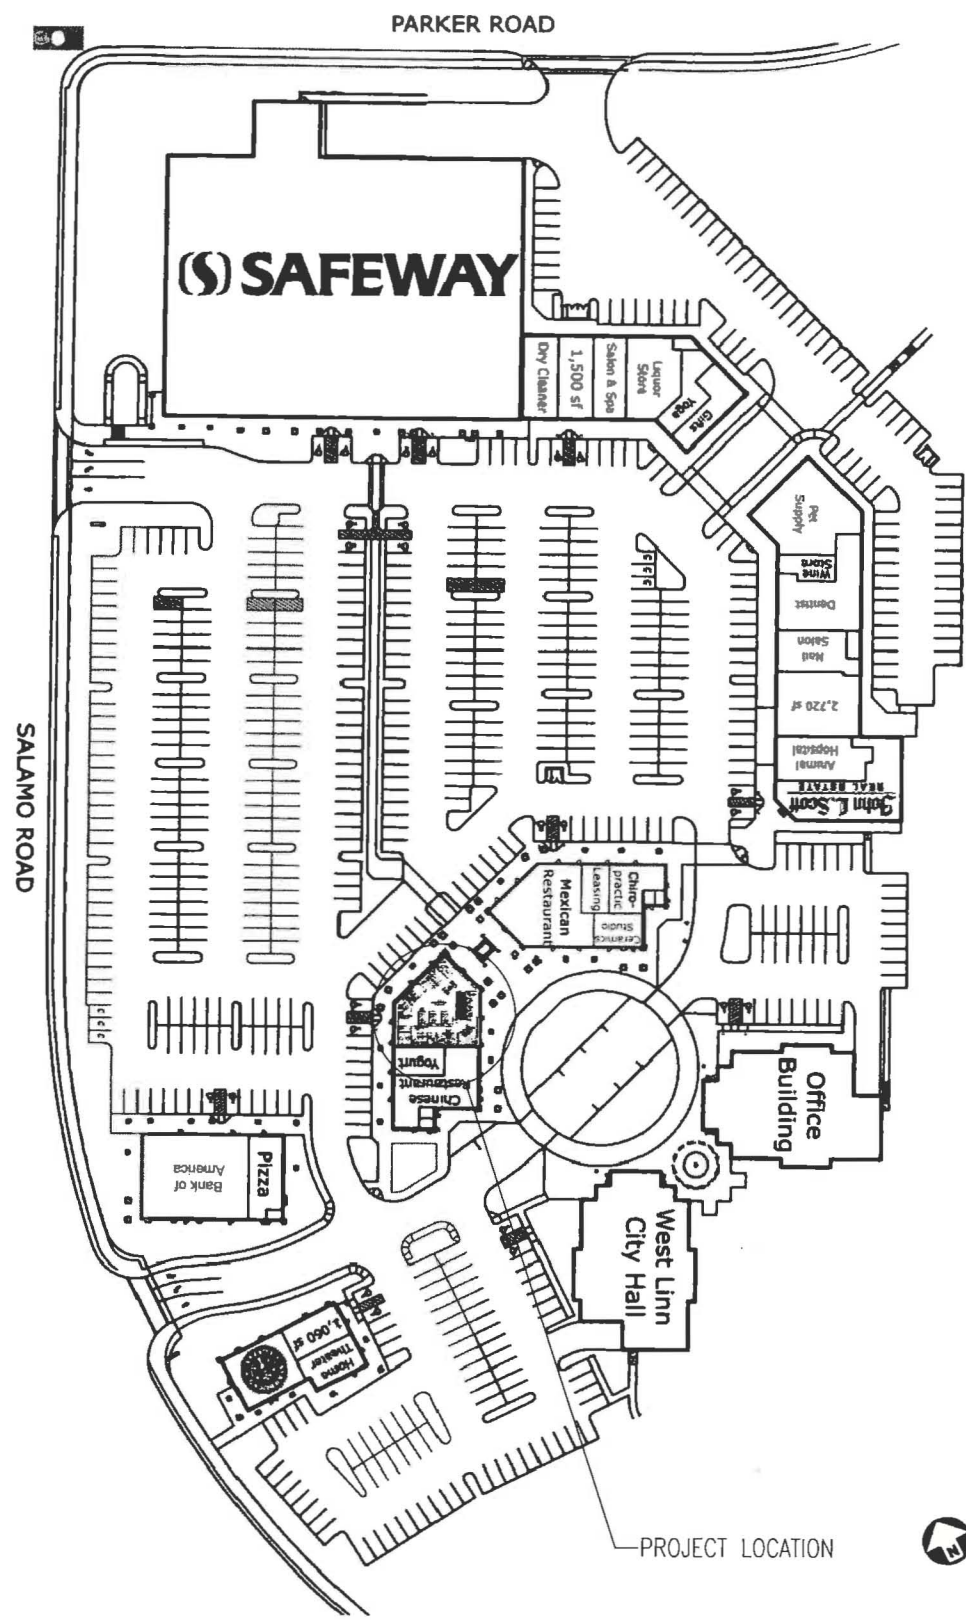 PARKER ROAD
SAFEWAY
Dry Cleaner
1,500 sf
Salon & Spa
Liquor
Store
Yoga
Gifts
Pet
Supply
Wine
Store
Dentist
Nail
Salon
2,720 sf
Animal
Hopsital
John L. Scott
REAL ESTATE
SALAMO ROAD
Mexican
Restaurant
Leasing
Chiro-
practic
Ceramics
Studio
Yogurt
Chinese
Restaurant
Office
Building
Bank of
America
Pizza
West Linn
City Hall
1,060 sf
Home
Theater
PROJECT LOCATION
N